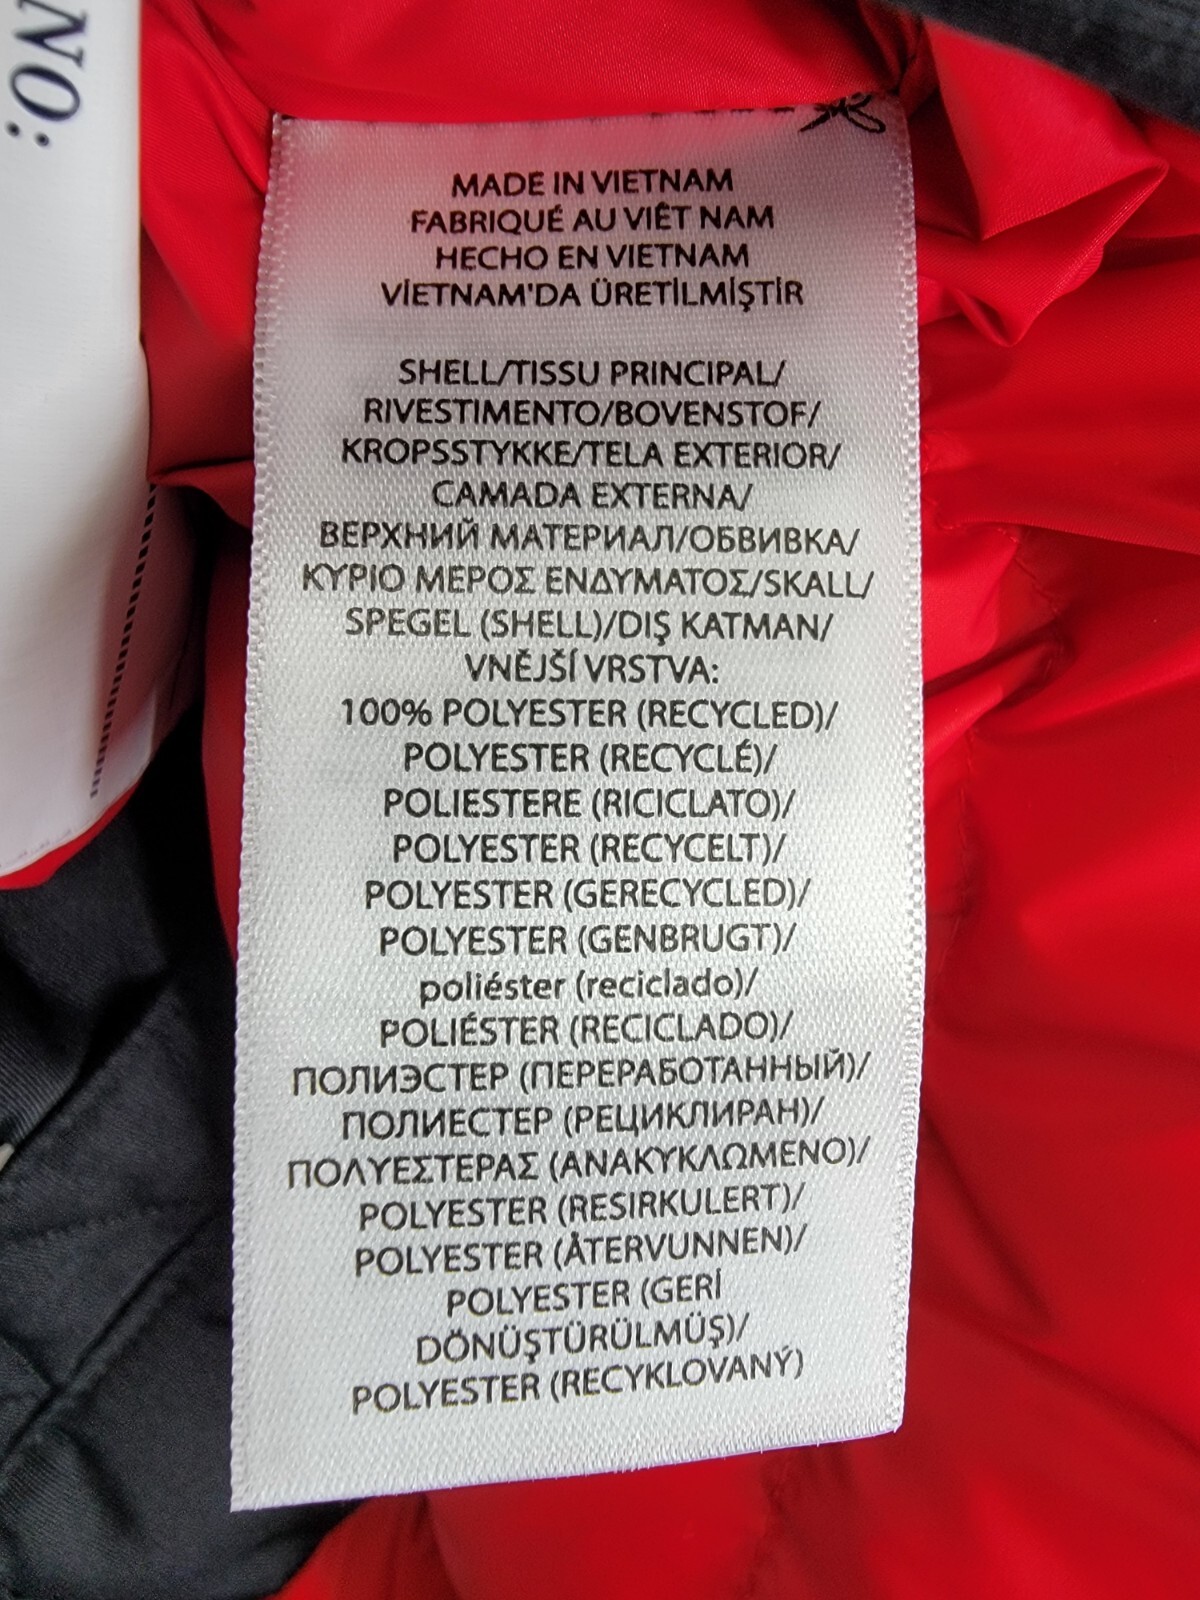 NO:
MADE IN VIETNAM
FABRIQUÉ AU VIÊT NAM
HECHO EN VIETNAM
VİETNAM'DA ÜRETİLMİŞTİR
SHELL/TISSU PRINCIPAL/
RIVESTIMENTO/BOVENSTOF/
KROPSSTYKKE/TELA EXTERIOR/
CAMADA EXTERNA/
ВЕРХНИЙ МАТЕРИАЛ/ОБВИВКА/
ΚΥΡΙΟ ΜΕΡΟΣ ΕΝΔΥΜΑΤΟΣ/SKALL/
SPEGEL (SHELL)/DIŞ KATMAN/
VNĚJŠÍ VRSTVA:
100% POLYESTER (RECYCLED)/
POLYESTER (RECYCLÉ)/
POLIESTERE (RICICLATO)/
POLYESTER (RECYCELT)/
POLYESTER (GERECYCLED)/
POLYESTER (GENBRUGT)/
poliéster (reciclado)/
POLIÉSTER (RECICLADO)/
ПОЛИЭСТЕР (ПЕРЕРАБОТАННЫЙ)/
ПОЛИЕСТЕР (РЕЦИКЛИРАН)/
ΠΟΛΥΕΣΤΕΡΑΣ (ΑΝΑΚΥΚΛΩΜΕΝΟ)/
POLYESTER (RESIRKULERT)/
POLYESTER (ÅTERVUNNEN)/
POLYESTER (GERİ
DÖNÜŞTÜRÜLMÜŞ)/
POLYESTER (RECYKLOVANÝ)